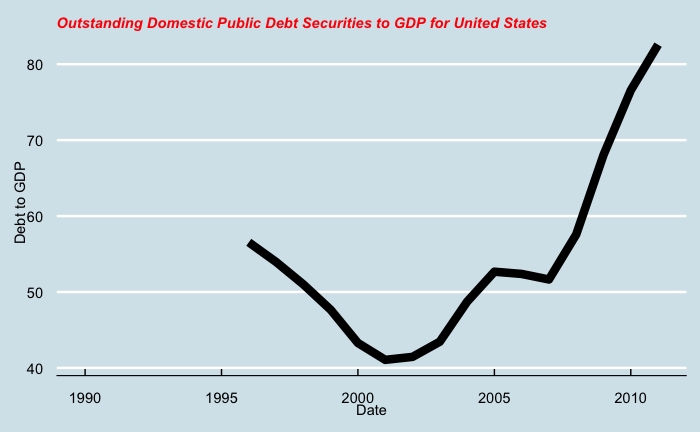 Outstanding Domestic Public Debt Securities to GDP for United States
80
70
60
50
40
Debt to GDP
1990 1995 2000 2005 2010
Date